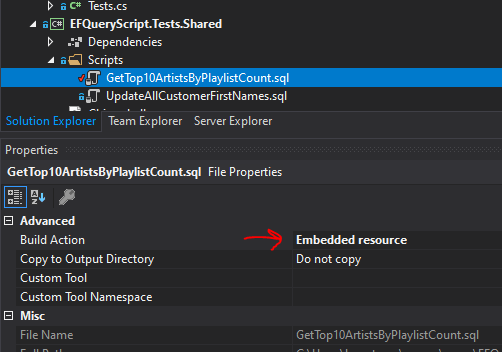 Tests.cs
EFQueryScript.Tests.Shared
Dependencies
Scripts
GetTop10ArtistsByPlaylistCount.sql
UpdateAllCustomerFirstNames.sql
Solution Explorer Team Explorer Server Explorer
Properties
GetTop10ArtistsByPlaylistCount.sql File Properties
Advanced
Build Action Embedded resource
Copy to Output Directory Do not copy
Custom Tool
Custom Tool Namespace
Misc
File Name GetTop10ArtistsByPlaylistCount.sql